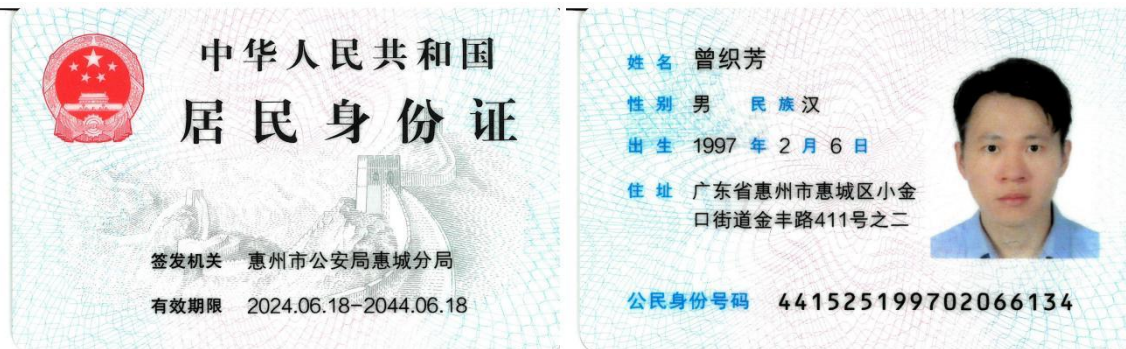 中华人民共和国
居民身份证
签发机关 惠州市公安局惠城分局
有效期限 2024.06.18-2044.06.18
姓名 曾织芳
性别 男 民族 汉
出生 1997 年 2 月 6 日
住址 广东省惠州市惠城区小金
口街道金丰路411号之二
公民身份号码 441525199702066134